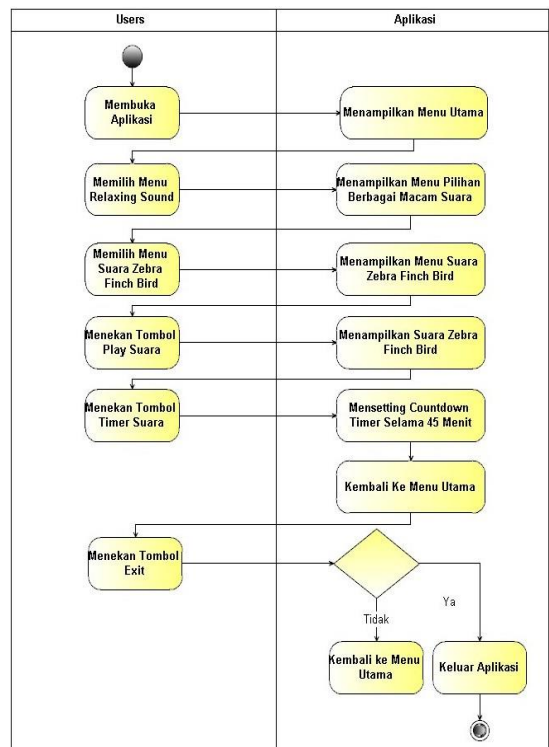 Users
Aplikasi
Membuka
Aplikasi
Menampilkan Menu Utama
Memilih Menu
Relaxing Sound
Menampilkan Menu Pilihan
Berbagai Macam Suara
Memilih Menu
Suara Zebra
Finch Bird
Menampilkan Menu Suara
Zebra Finch Bird
Menekan Tombol
Play Suara
Menampilkan Suara Zebra
Finch Bird
Menekan Tombol
Timer Suara
Mensetting Countdown
Timer Selama 45 Menit
Kembali Ke Menu Utama
Menekan Tombol
Exit
Tidak
Ya
Kembali ke Menu
Utama
Keluar Aplikasi